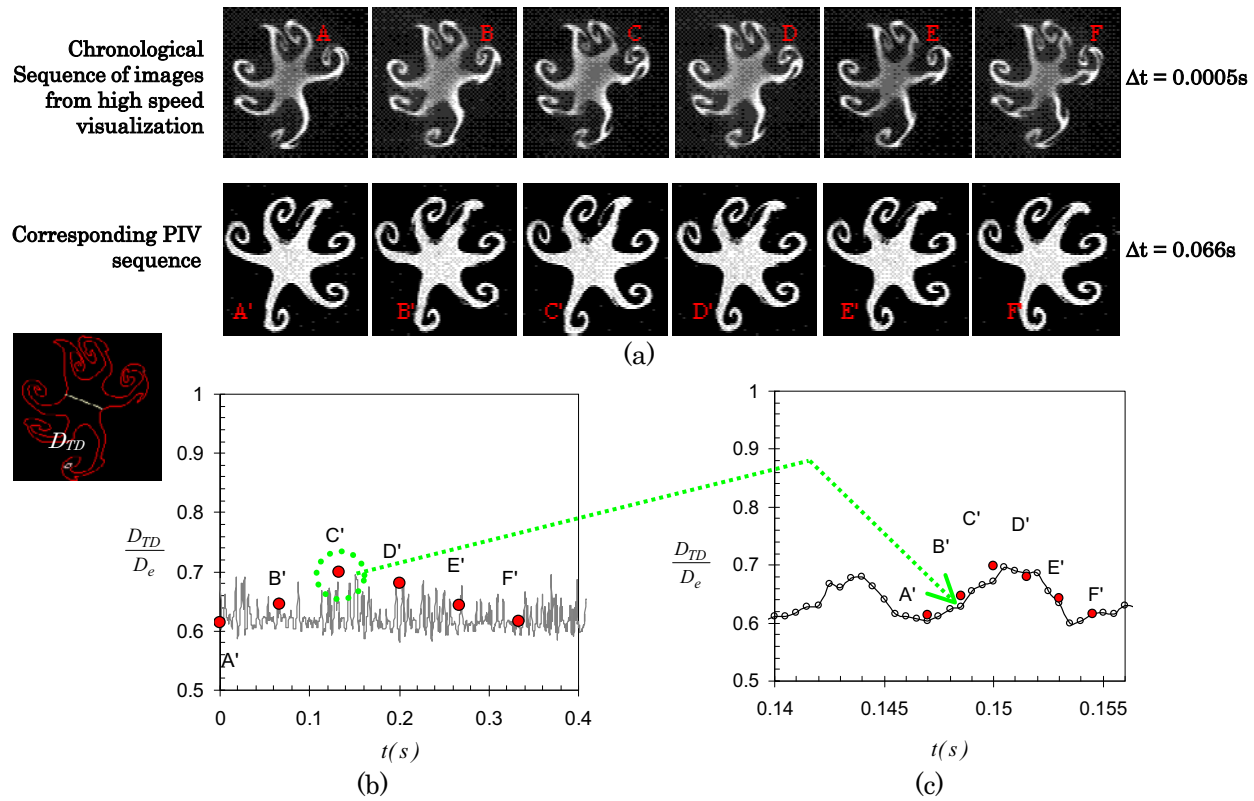 Chronological
Sequence of images
from high speed
visualization
A B C D E F
Δt = 0.0005s
Corresponding PIV
sequence
A' B' C' D' E' F'
Δt = 0.066s
(a)
D_TD
D_TD
D_e
1
0.9
0.8
0.7
0.6
0.5
C'
B'
D'
E'
F'
A'
0 0.1 0.2 0.3 0.4
t(s)
(b)
D_TD
D_e
1
0.9
0.8
0.7
0.6
0.5
C'
D'
B'
E'
A'
F'
0.14 0.145 0.15 0.155
t(s)
(c)